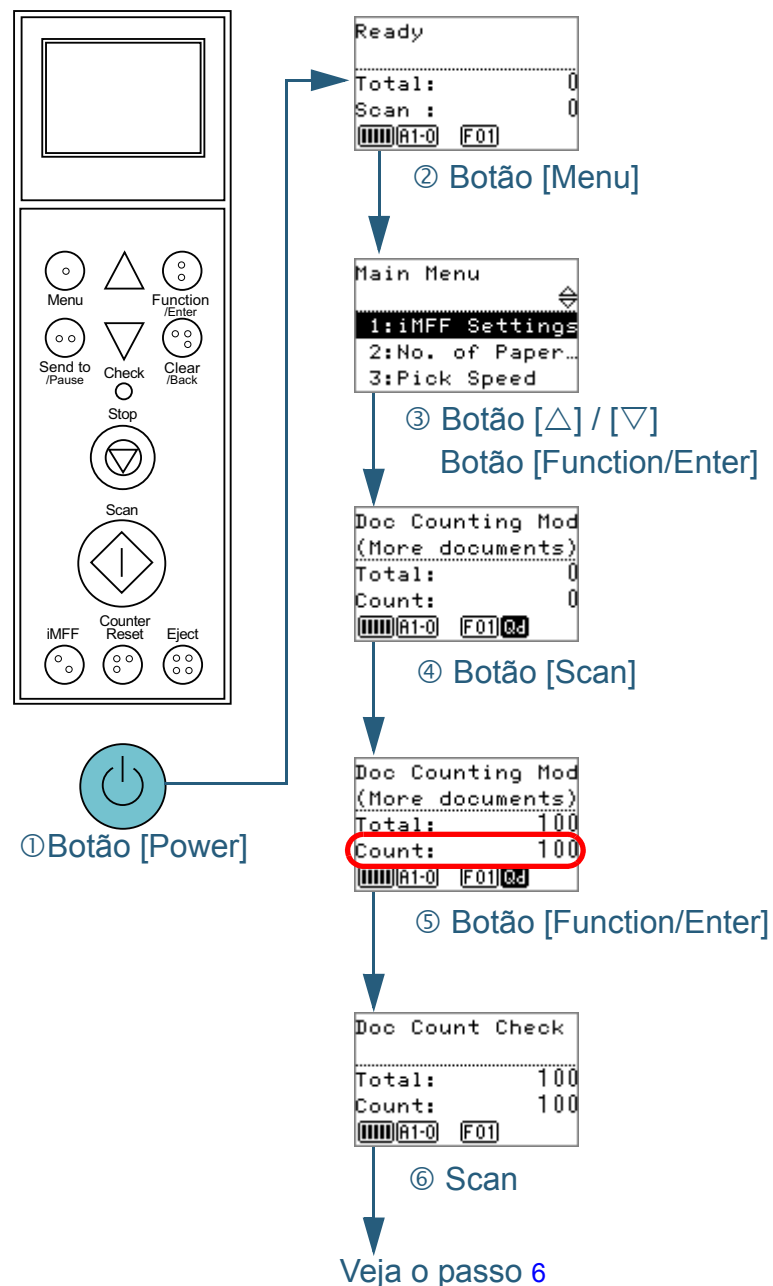 Menu
Function
/Enter
Send to
/Pause
Check
Clear
/Back
Stop
Scan
iMFF
Counter
Reset
Eject
①Botão [Power]
Ready
Total: 0
Scan : 0
A1-0 F01
② Botão [Menu]
Main Menu
1:iMFF Settings
2:No. of Paper…
3:Pick Speed
③ Botão [△] / [▽]
Botão [Function/Enter]
Doc Counting Mod
(More documents)
Total: 0
Count: 0
A1-0 F01 Qd
④ Botão [Scan]
Doc Counting Mod
(More documents)
Total: 100
Count: 100
A1-0 F01 Qd
⑤ Botão [Function/Enter]
Doc Count Check
Total: 100
Count: 100
A1-0 F01
⑥ Scan
Veja o passo 6